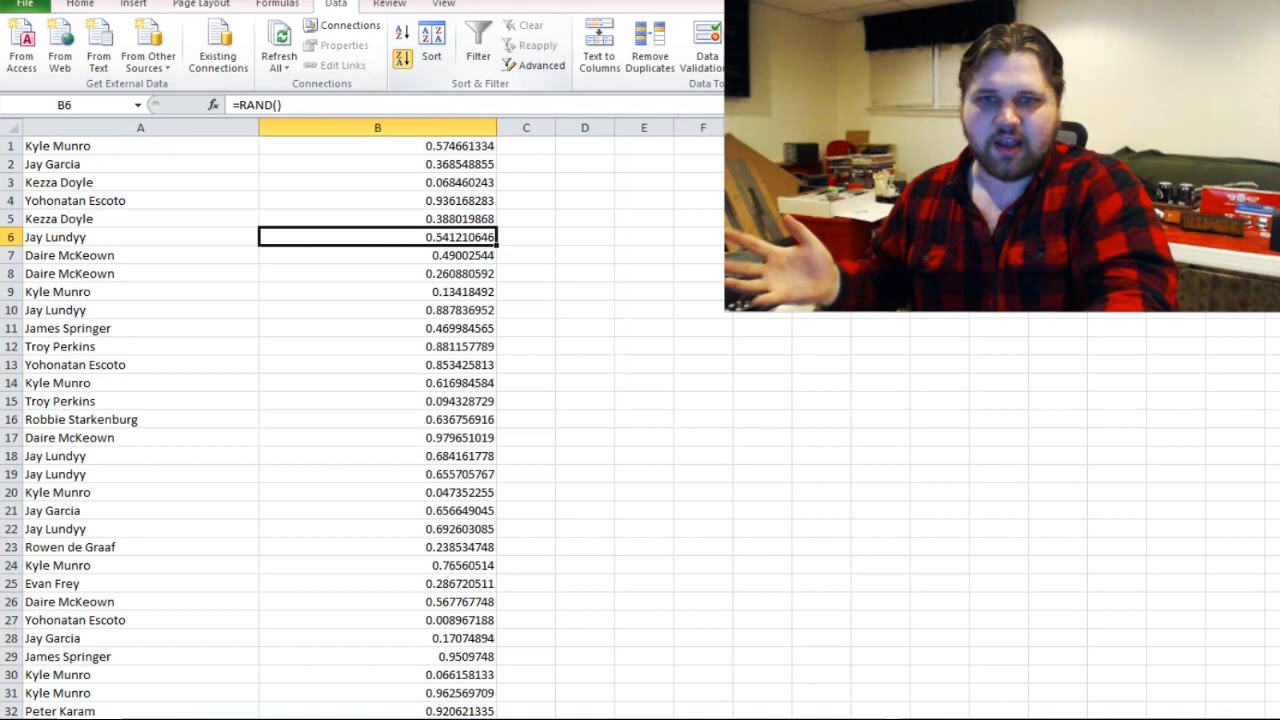 File Home Insert Page Layout Formulas Data Review View
From Access
From Web
From Text
From Other Sources
Existing Connections
Refresh All
Connections
Properties
Edit Links
A Z
Z A
Sort
Filter
Clear
Reapply
Advanced
Text to Columns
Remove Duplicates
Data Validation
Get External Data Connections Sort & Filter Data To
B6 fx =RAND()
A B C D E F
1 Kyle Munro 0.574661334
2 Jay Garcia 0.368548855
3 Kezza Doyle 0.068460243
4 Yohonatan Escoto 0.936168283
5 Kezza Doyle 0.388019868
6 Jay Lundyy 0.541210646
7 Daire McKeown 0.49002544
8 Daire McKeown 0.260880592
9 Kyle Munro 0.13418492
10 Jay Lundyy 0.887836952
11 James Springer 0.469984565
12 Troy Perkins 0.881157789
13 Yohonatan Escoto 0.853425813
14 Kyle Munro 0.616984584
15 Troy Perkins 0.094328729
16 Robbie Starkenburg 0.636756916
17 Daire McKeown 0.979651019
18 Jay Lundyy 0.684161778
19 Jay Lundyy 0.655705767
20 Kyle Munro 0.047352255
21 Jay Garcia 0.656649045
22 Jay Lundyy 0.692603085
23 Rowen de Graaf 0.238534748
24 Kyle Munro 0.76560514
25 Evan Frey 0.286720511
26 Daire McKeown 0.567767748
27 Yohonatan Escoto 0.008967188
28 Jay Garcia 0.17074894
29 James Springer 0.9509748
30 Kyle Munro 0.066158133
31 Kyle Munro 0.962569709
32 Peter Karam 0.920621335